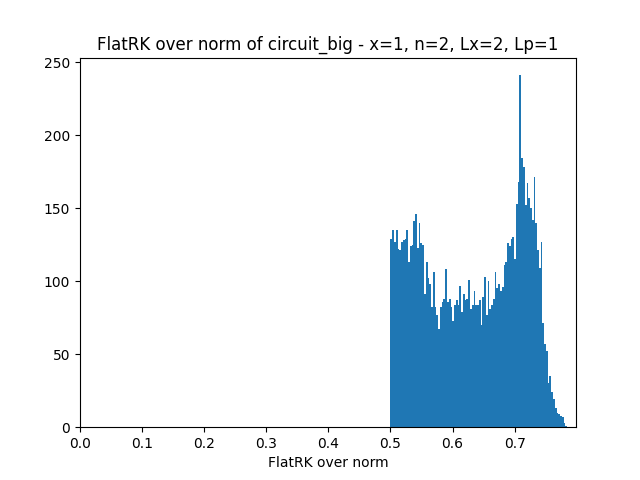 FlatRK over norm of circuit_big - x=1, n=2, Lx=2, Lp=1
250
200
150
100
50
0
0.0 0.1 0.2 0.3 0.4 0.5 0.6 0.7
FlatRK over norm